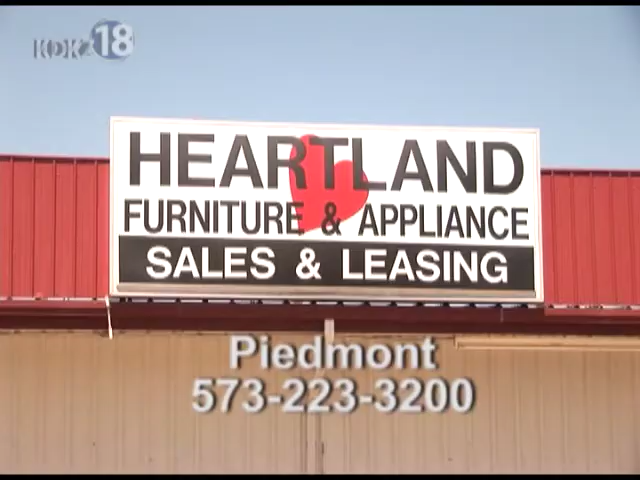 KDKZ 18
HEARTLAND
FURNITURE & APPLIANCE
SALES & LEASING
Piedmont
573-223-3200